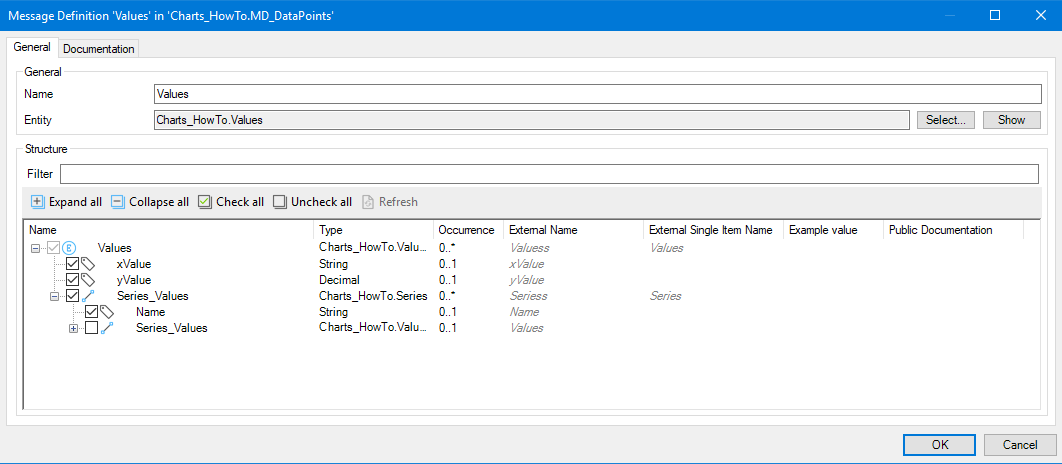 Message Definition 'Values' in 'Charts_HowTo.MD_DataPoints'
General Documentation
General
Name Values
Entity Charts_HowTo.Values Select... Show
Structure
Filter
Expand all Collapse all Check all Uncheck all Refresh
Name Type Occurrence External Name External Single Item Name Example value Public Documentation
E Values Charts_HowTo.Valu... 0..* Valuess Values
xValue String 0..1 xValue
yValue Decimal 0..1 yValue
Series_Values Charts_HowTo.Series 0..* Seriess Series
Name String 0..1 Name
Series_Values Charts_HowTo.Valu... 0..1 Values
OK Cancel